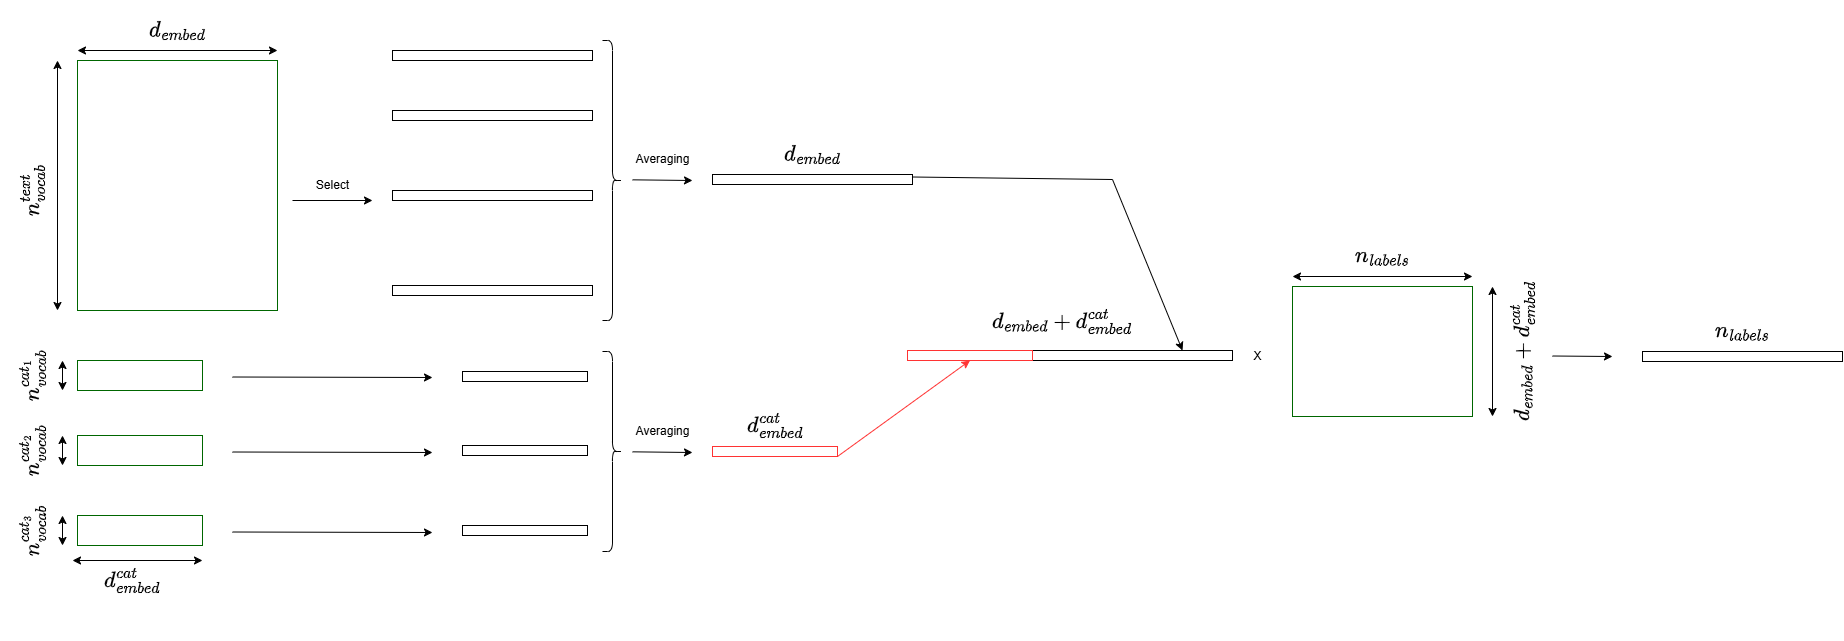 $d_{embed}$
$n_{vocab}^{text}$
Select
Averaging
$d_{embed}$
$n_{labels}$
$d_{embed} + d_{embed}^{cat}$
X
$d_{embed} + d_{embed}^{cat}$
$n_{labels}$
$n_{vocab}^{cat_1}$
$n_{vocab}^{cat_2}$
$n_{vocab}^{cat_3}$
Averaging
$d_{embed}^{cat}$
$d_{embed}^{cat}$